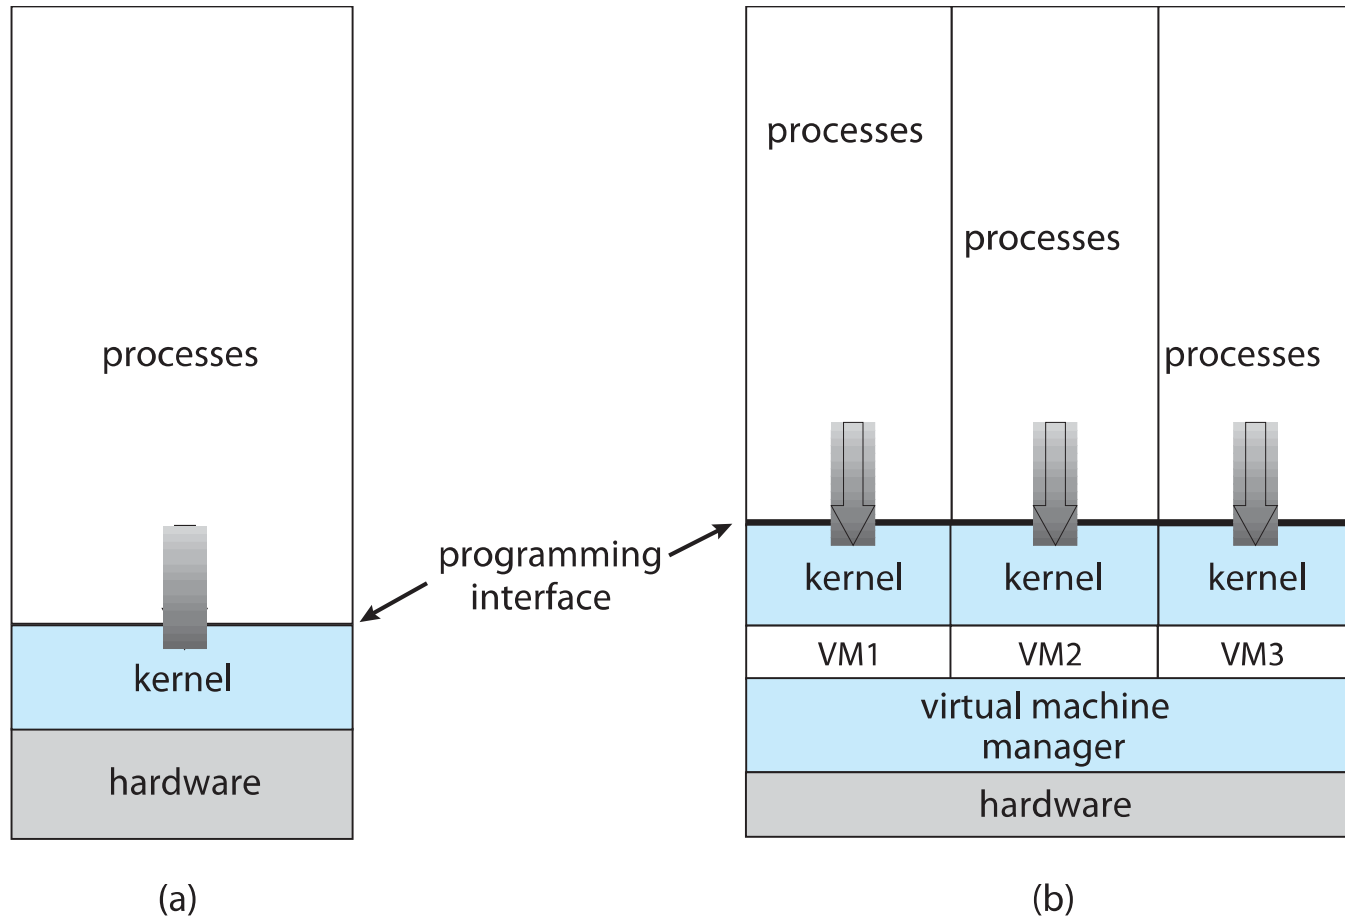 processes
kernel
hardware
(a)
programming
interface
processes
processes
processes
kernel
kernel
kernel
VM1
VM2
VM3
virtual machine
manager
hardware
(b)